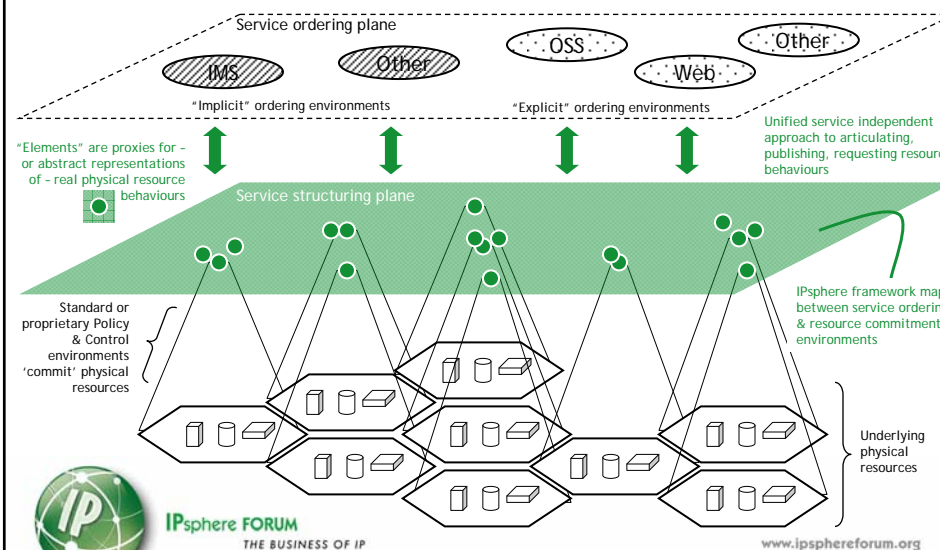 Service ordering plane
IMS
Other
OSS
Web
Other
"Implicit" ordering environments
"Explicit" ordering environments
"Elements" are proxies for –
or abstract representations
of – real physical resource
behaviours
Unified service independent
approach to articulating,
publishing, requesting
behaviours
Service structuring plane
Standard or
proprietary Policy
& Control
environments
'commit' physical
resources
IPsphere framework
between service
& resource commitment
environments
Underlying
physical
resources
IP
IPsphere FORUM
THE BUSINESS OF IP
www.ipsphereforum.org